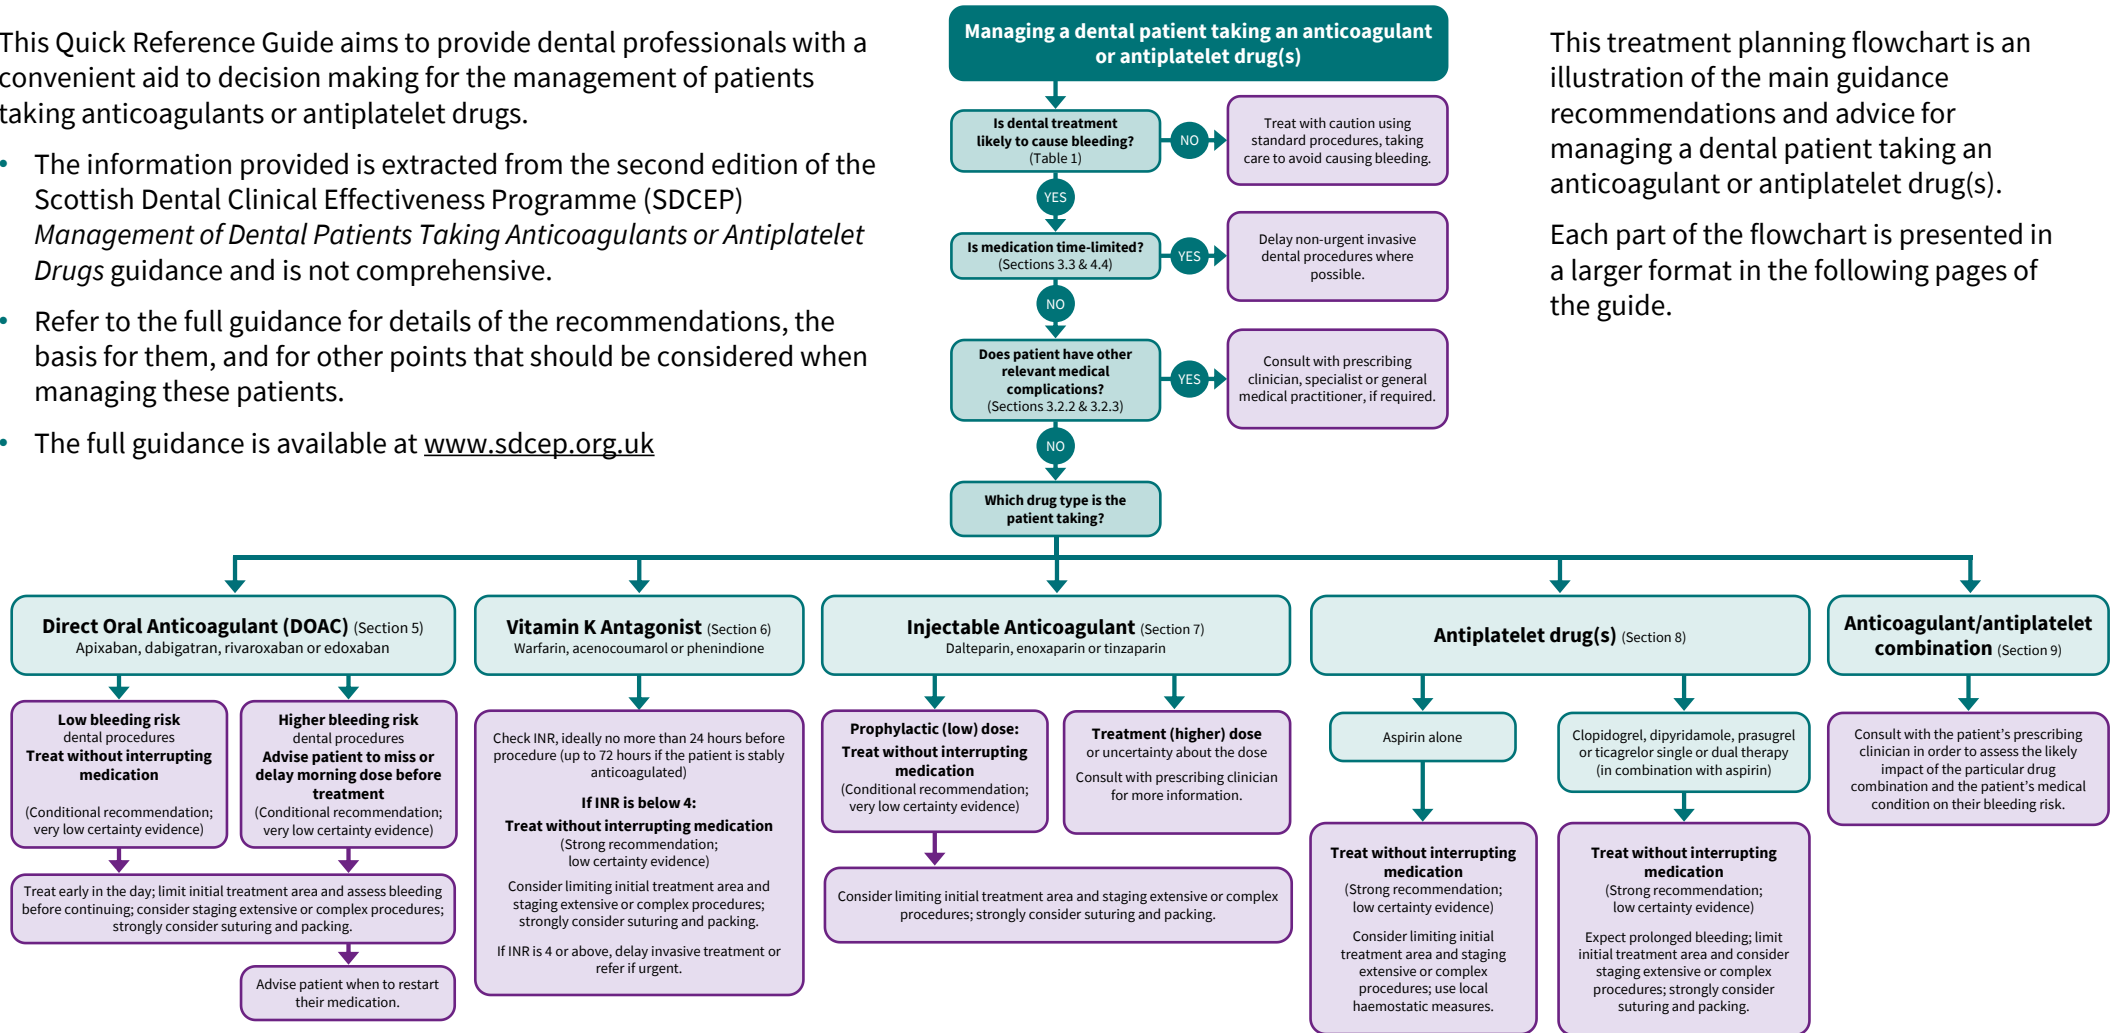 This Quick Reference Guide aims to provide dental professionals with a
convenient aid to decision making for the management of patients
taking anticoagulants or antiplatelet drugs.
• The information provided is extracted from the second edition of the
Scottish Dental Clinical Effectiveness Programme (SDCEP)
Management of Dental Patients Taking Anticoagulants or Antiplatelet
Drugs guidance and is not comprehensive.
• Refer to the full guidance for details of the recommendations, the
basis for them, and for other points that should be considered when
managing these patients.
• The full guidance is available at www.sdcep.org.uk
Managing a dental patient taking an anticoagulant
or antiplatelet drug(s)
Is dental treatment
likely to cause bleeding?
(Table 1)
NO
Treat with caution using
standard procedures, taking
care to avoid causing bleeding.
YES
Is medication time-limited?
(Sections 3.3 & 4.4)
YES
Delay non-urgent invasive
dental procedures where
possible.
NO
Does patient have other
relevant medical
complications?
(Sections 3.2.2 & 3.2.3)
YES
Consult with prescribing
clinician, specialist or general
medical practitioner, if required.
NO
Which drug type is the
patient taking?
This treatment planning flowchart is an
illustration of the main guidance
recommendations and advice for
managing a dental patient taking an
anticoagulant or antiplatelet drug(s).
Each part of the flowchart is presented in
a larger format in the following pages of
the guide.
Direct Oral Anticoagulant (DOAC) (Section 5)
Apixaban, dabigatran, rivaroxaban or edoxaban
Low bleeding risk
dental procedures
Treat without interrupting
medication
(Conditional recommendation;
very low certainty evidence)
Higher bleeding risk
dental procedures
Advise patient to miss or
delay morning dose before
treatment
(Conditional recommendation;
very low certainty evidence)
Treat early in the day; limit initial treatment area and assess bleeding
before continuing; consider staging extensive or complex procedures;
strongly consider suturing and packing.
Advise patient when to restart
their medication.
Vitamin K Antagonist (Section 6)
Warfarin, acenocoumarol or phenindione
Check INR, ideally no more than 24 hours before
procedure (up to 72 hours if the patient is stably
anticoagulated)
If INR is below 4:
Treat without interrupting medication
(Strong recommendation;
low certainty evidence)
Consider limiting initial treatment area and
staging extensive or complex procedures;
strongly consider suturing and packing.
If INR is 4 or above, delay invasive treatment or
refer if urgent.
Injectable Anticoagulant (Section 7)
Dalteparin, enoxaparin or tinzaparin
Prophylactic (low) dose:
Treat without interrupting
medication
(Conditional recommendation;
very low certainty evidence)
Treatment (higher) dose
or uncertainty about the dose
Consult with prescribing clinician
for more information.
Consider limiting initial treatment area and staging extensive or complex
procedures; strongly consider suturing and packing.
Antiplatelet drug(s) (Section 8)
Aspirin alone
Treat without interrupting
medication
(Strong recommendation;
low certainty evidence)
Consider limiting initial
treatment area and staging
extensive or complex
procedures; use local
haemostatic measures.
Clopidogrel, dipyridamole, prasugrel
or ticagrelor single or dual therapy
(in combination with aspirin)
Treat without interrupting
medication
(Strong recommendation;
low certainty evidence)
Expect prolonged bleeding; limit
initial treatment area and consider
staging extensive or complex
procedures; strongly consider
suturing and packing.
Anticoagulant/antiplatelet
combination (Section 9)
Consult with the patient's prescribing
clinician in order to assess the likely
impact of the particular drug
combination and the patient's medical
condition on their bleeding risk.